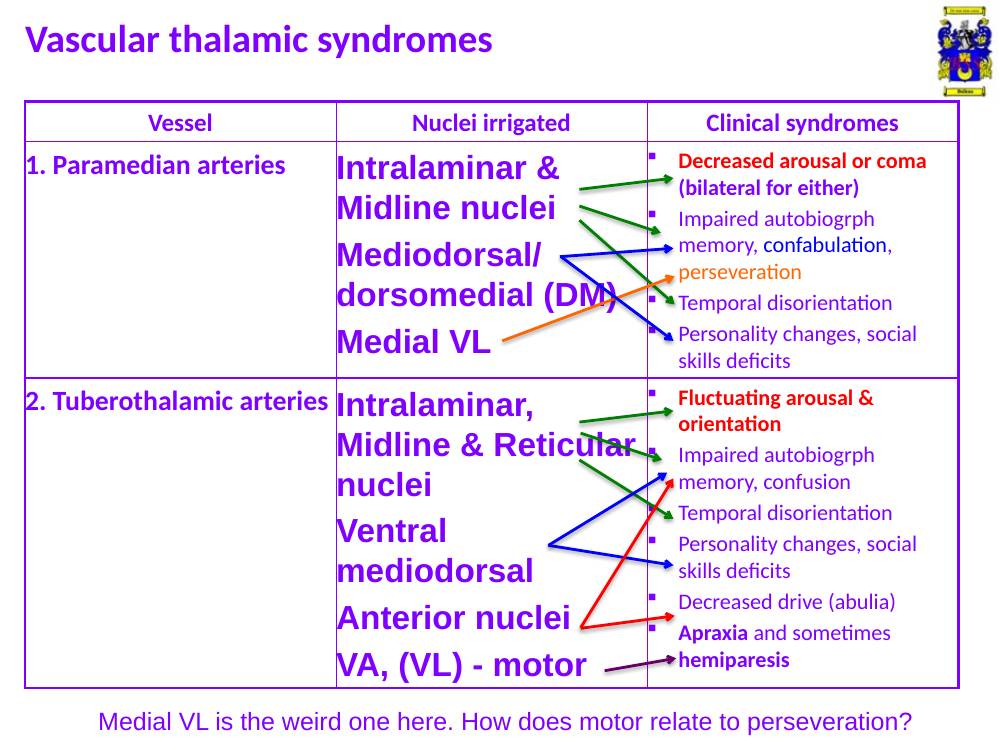 Vascular thalamic syndromes
Vessel
Nuclei irrigated
Clinical syndromes
1. Paramedian arteries
Intralaminar &
Midline nuclei
Mediodorsal/
dorsomedial (DM)
Medial VL
Decreased arousal or coma
(bilateral for either)
Impaired autobiogrph
memory, confabulation,
perseveration
Temporal disorientation
Personality changes, social
skills deficits
2. Tuberothalamic arteries
Intralaminar,
Midline & Reticular
nuclei
Ventral
mediodorsal
Anterior nuclei
VA, (VL) - motor
Fluctuating arousal &
orientation
Impaired autobiogrph
memory, confusion
Temporal disorientation
Personality changes, social
skills deficits
Decreased drive (abulia)
Apraxia and sometimes
hemiparesis
Medial VL is the weird one here. How does motor relate to perseveration?